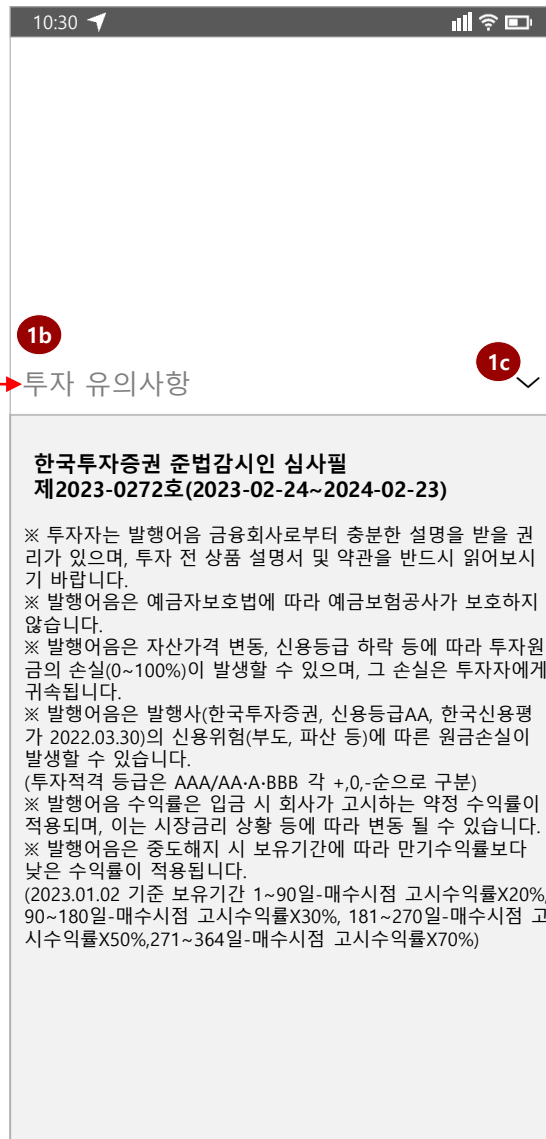 10:30
1b
1c
투자 유의사항
한국투자증권 준법감시인 심사필
제2023-0272호(2023-02-24~2024-02-23)
※ 투자자는 발행어음 금융회사로부터 충분한 설명을 받을 권
리가 있으며, 투자 전 상품 설명서 및 약관을 반드시 읽어보시
기 바랍니다.
※ 발행어음은 예금자보호법에 따라 예금보험공사가 보호하지
않습니다.
※ 발행어음은 자산가격 변동, 신용등급 하락 등에 따라 투자원
금의 손실(0~100%)이 발생할 수 있으며, 그 손실은 투자자에게
귀속됩니다.
※ 발행어음은 발행사(한국투자증권, 신용등급AA, 한국신용평
가 2022.03.30)의 신용위험(부도, 파산 등)에 따른 원금손실이
발생할 수 있습니다.
(투자적격 등급은 AAA/AA·A·BBB 각 +,0,-순으로 구분)
※ 발행어음 수익률은 입금 시 회사가 고시하는 약정 수익률이
적용되며, 이는 시장금리 상황 등에 따라 변동 될 수 있습니다.
※ 발행어음은 중도해지 시 보유기간에 따라 만기수익률보다
낮은 수익률이 적용됩니다.
(2023.01.02 기준 보유기간 1~90일-매수시점 고시수익률X20%,
90~180일-매수시점 고시수익률X30%, 181~270일-매수시점 고
시수익률X50%,271~364일-매수시점 고시수익률X70%)